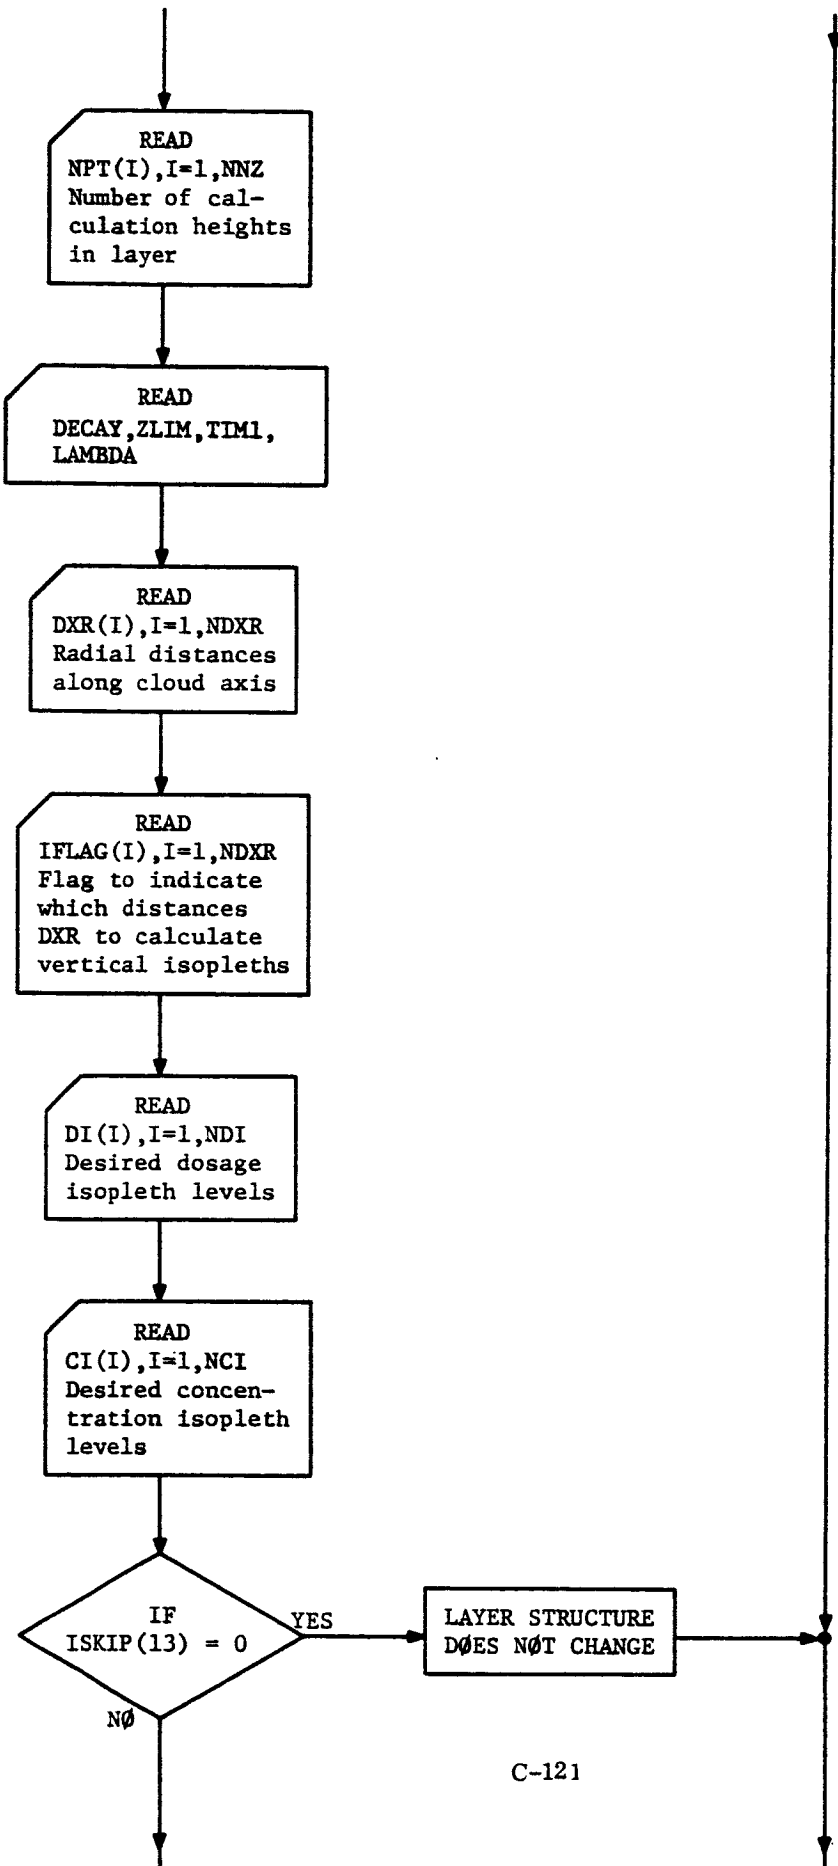 READ
NPT(I),I=1,NNZ
Number of cal-
culation heights
in layer
READ
DECAY,ZLIM,TIM1,
LAMBDA
READ
DXR(I),I=1,NDXR
Radial distances
along cloud axis
READ
IFLAG(I),I=1,NDXR
Flag to indicate
which distances
DXR to calculate
vertical isopleths
READ
DI(I),I=1,NDI
Desired dosage
isopleth levels
READ
CI(I),I=1,NCI
Desired concen-
tration isopleth
levels
IF
ISKIP(13) = 0
YES
LAYER STRUCTURE
DØES NØT CHANGE
NØ
C-121